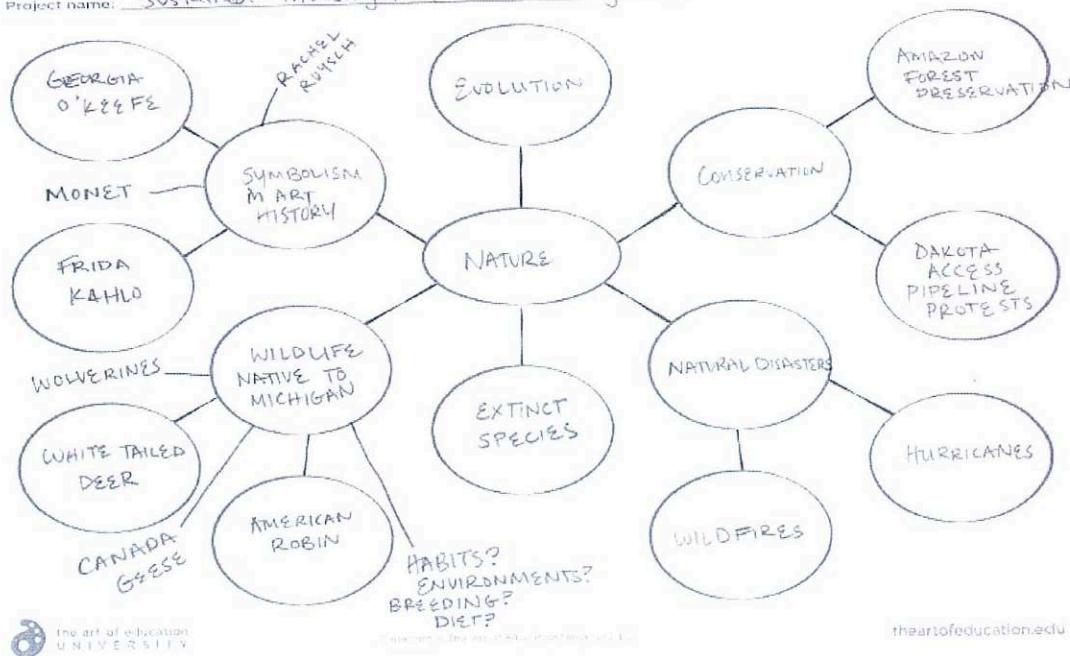 Project name:
GEORGIA
O'KEEFE
RACHEL
RUYSCH
EVOLUTION
AMAZON
FOREST
PRESERVATION
MONET
SYMBOLISM
IN ART
HISTORY
CONSERVATION
FRIDA
KAHLO
NATURE
DAKOTA
ACCESS
PIPELINE
PROTESTS
WOLVERINES
WILDLIFE
NATIVE TO
MICHIGAN
NATURAL DISASTERS
WHITE TAILED
DEER
EXTINCT
SPECIES
HURRICANES
CANADA
GEESE
AMERICAN
ROBIN
WILDFIRES
HABITS?
ENVIRONMENTS?
BREEDING?
DIET?
the art of education
UNIVERSITY
theartofeducation.edu